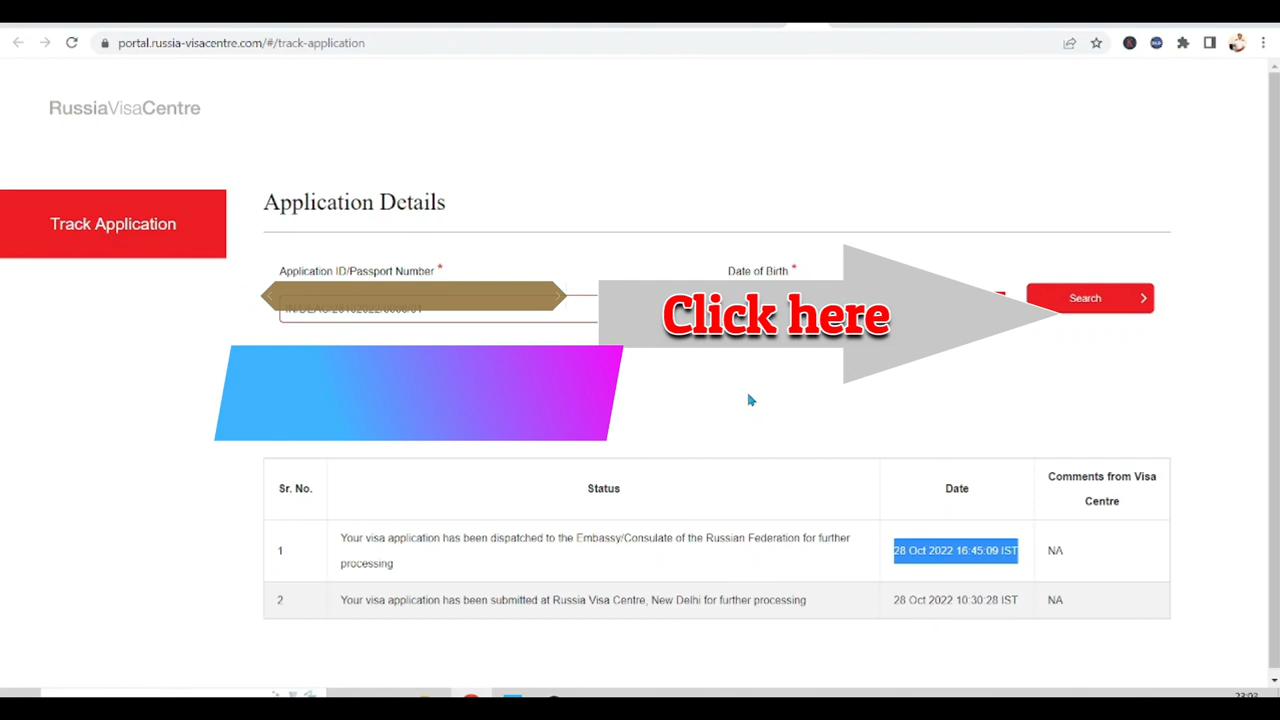 portal.russia-visacentre.com/#/track-application
RussiaVisaCentre
Track Application
Application Details
Application ID/Passport Number *
Date of Birth *
Click here
Search
Sr. No.
Status
Date
Comments from Visa
Centre
1
Your visa application has been dispatched to the Embassy/Consulate of the Russian Federation for further
processing
28 Oct 2022 16:45:09 IST
NA
2
Your visa application has been submitted at Russia Visa Centre, New Delhi for further processing
28 Oct 2022 10:30:28 IST
NA